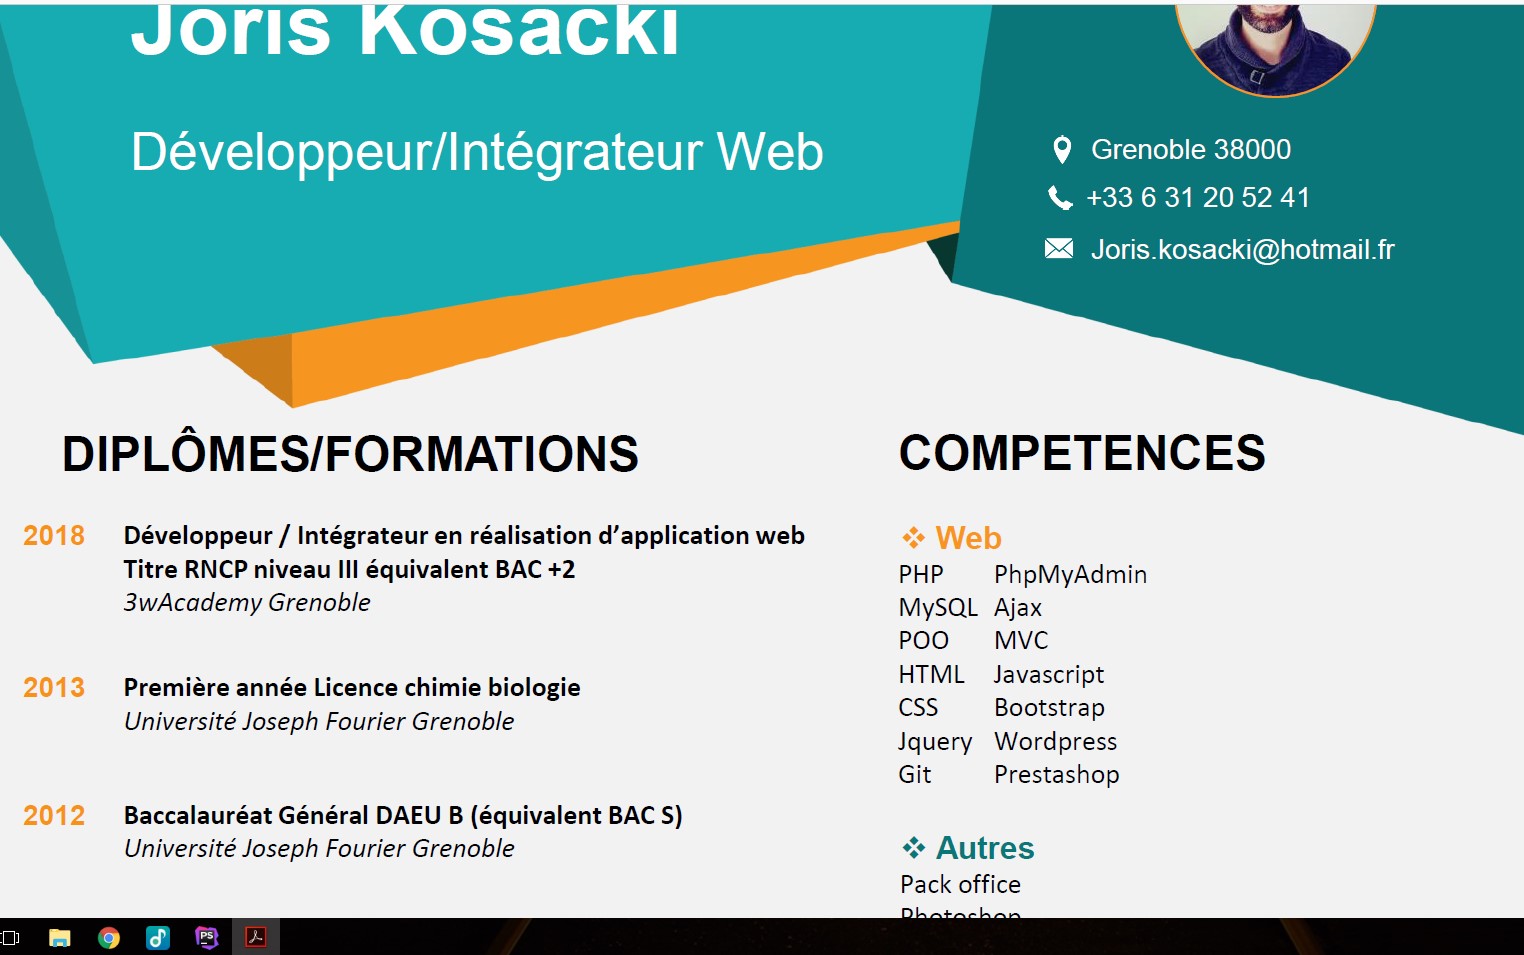 Joris Kosacki
Développeur/Intégrateur Web
Grenoble 38000
+33 6 31 20 52 41
Joris.kosacki@hotmail.fr
DIPLÔMES/FORMATIONS
2018 Développeur / Intégrateur en réalisation d’application web
Titre RNCP niveau III équivalent BAC +2
3wAcademy Grenoble
2013 Première année Licence chimie biologie
Université Joseph Fourier Grenoble
2012 Baccalauréat Général DAEU B (équivalent BAC S)
Université Joseph Fourier Grenoble
COMPETENCES
Web
PHP PhpMyAdmin
MySQL Ajax
POO MVC
HTML Javascript
CSS Bootstrap
Jquery Wordpress
Git Prestashop
Autres
Pack office
Photoshop
PS